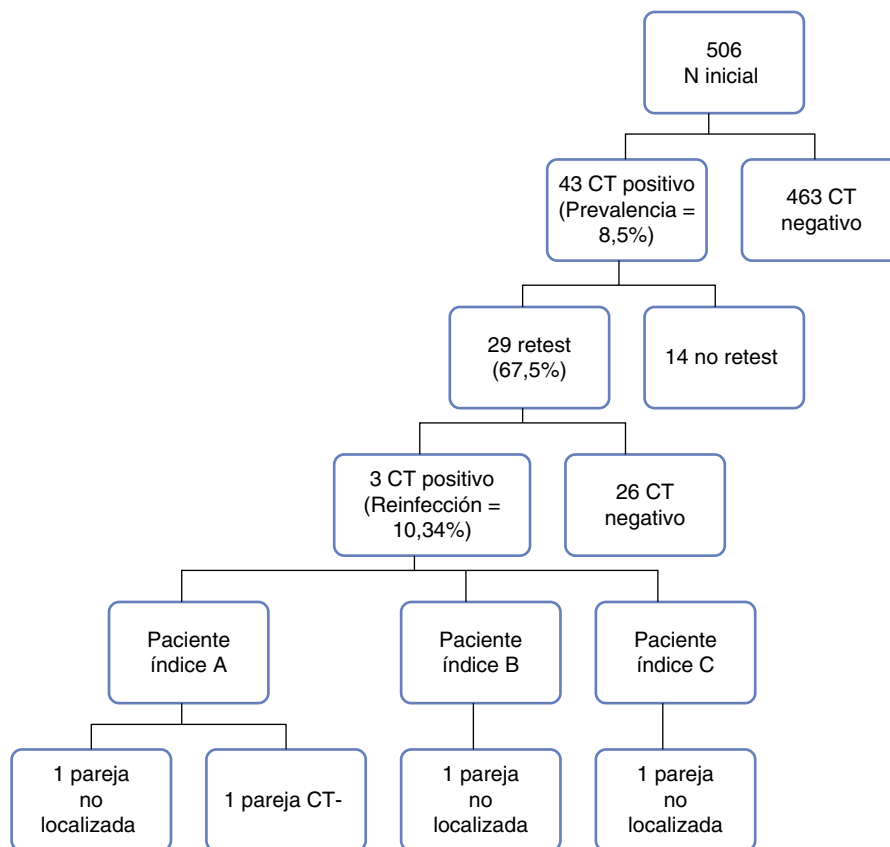 506
N inicial
43 CT positivo
(Prevalencia =
8,5%)
463 CT
negativo
29 retest
(67,5%)
14 no retest
3 CT positivo
(Reinfección =
10,34%)
26 CT
negativo
Paciente
índice A
Paciente
índice B
Paciente
índice C
1 pareja
no
localizada
1 pareja CT-
1 pareja
no
localizada
1 pareja
no
localizada